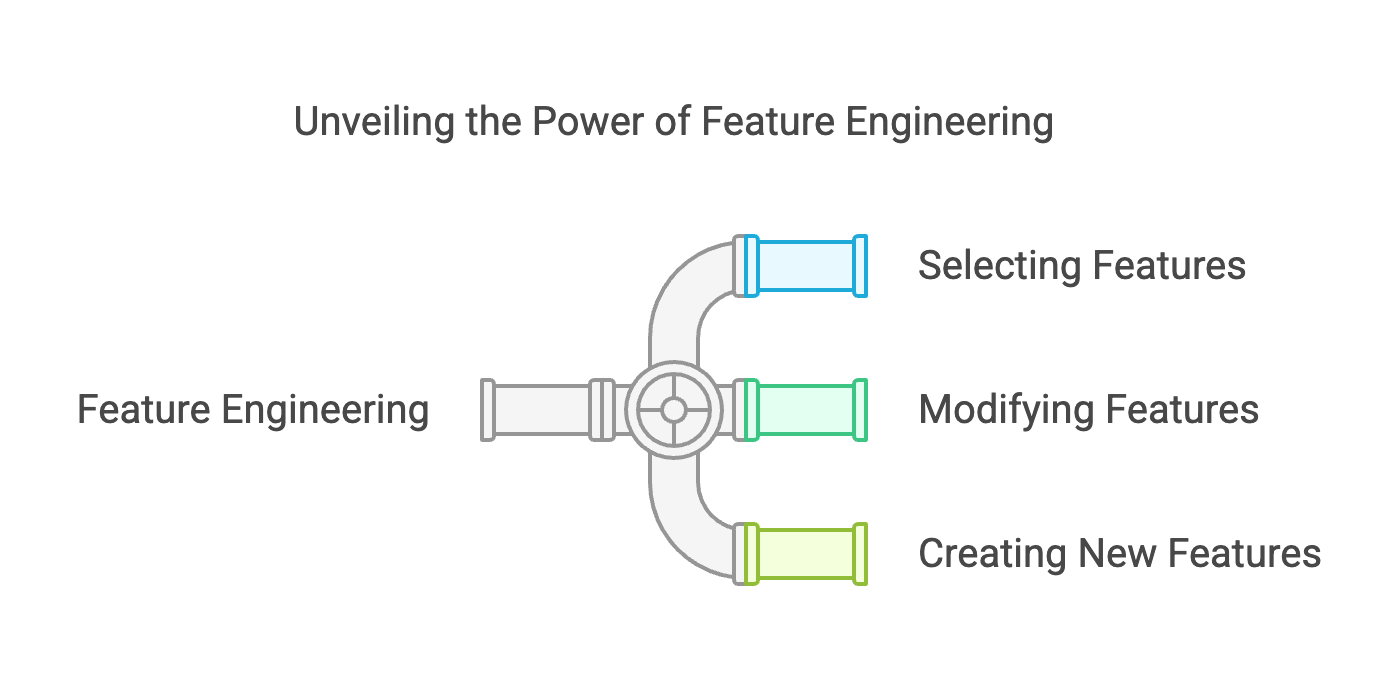 Unveiling the Power of Feature Engineering
Selecting Features
Feature Engineering
Modifying Features
Creating New Features